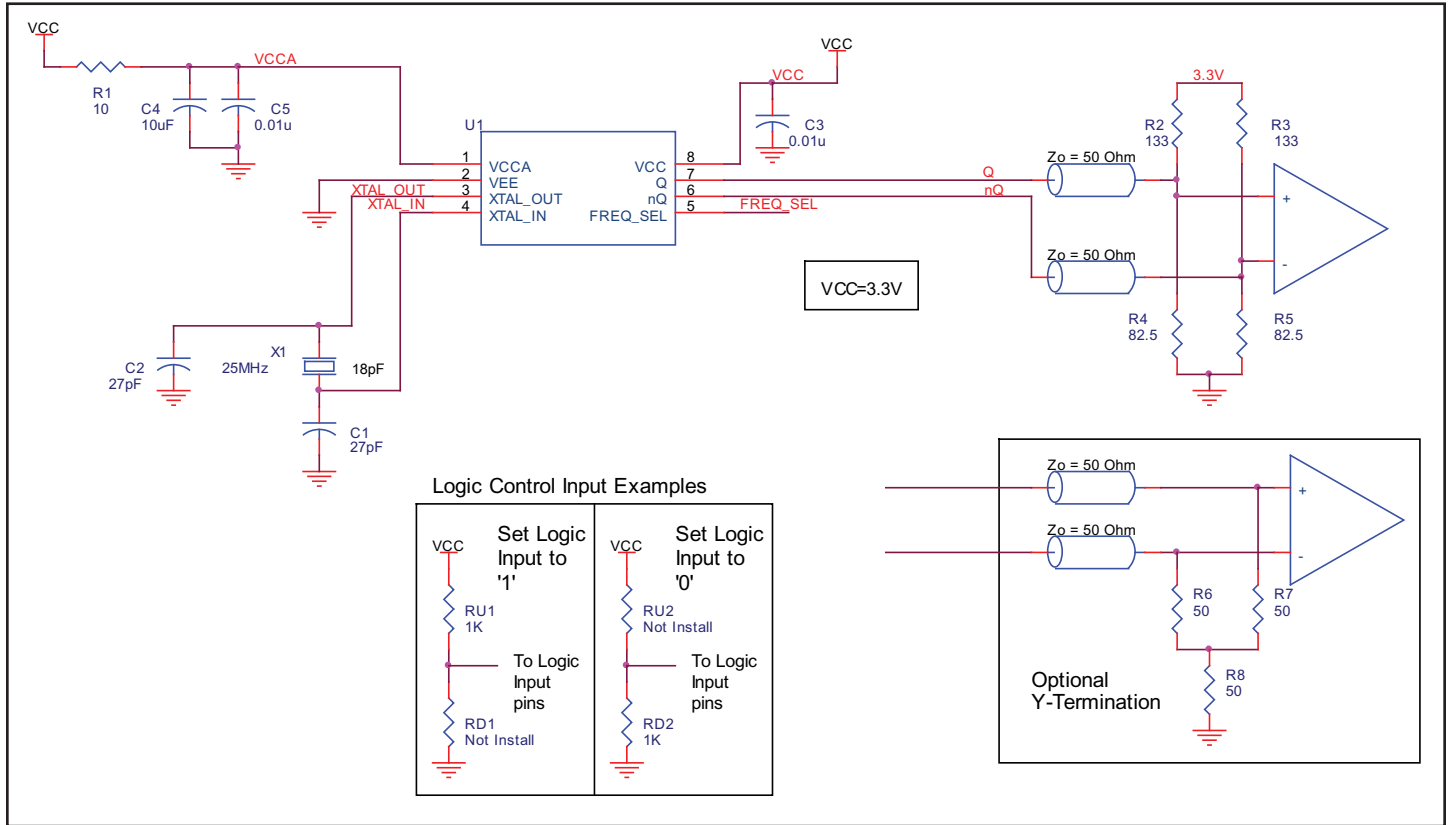 VCC
VCCA
R1
10
C4
10uF
C5
0.01u
VCC
VCC
C3
0.01u
U1
1
2
3
4
VCCA
VEE
XTAL_OUT
XTAL_IN
VCC
Q
nQ
FREQ_SEL
8
7
6
5
XTAL_OUT
XTAL_IN
Q
nQ
FREQ_SEL
3.3V
R2
133
R3
133
Zo = 50 Ohm
+
Zo = 50 Ohm
-
R4
82.5
R5
82.5
VCC=3.3V
C2
27pF
X1
25MHz
18pF
C1
27pF
Logic Control Input Examples
VCC
Set Logic
Input to
'1'
RU1
1K
To Logic
Input
pins
RD1
Not Install
VCC
Set Logic
Input to
'0'
RU2
Not Install
To Logic
Input
pins
RD2
1K
Zo = 50 Ohm
+
Zo = 50 Ohm
-
R6
50
R7
50
R8
50
Optional
Y-Termination